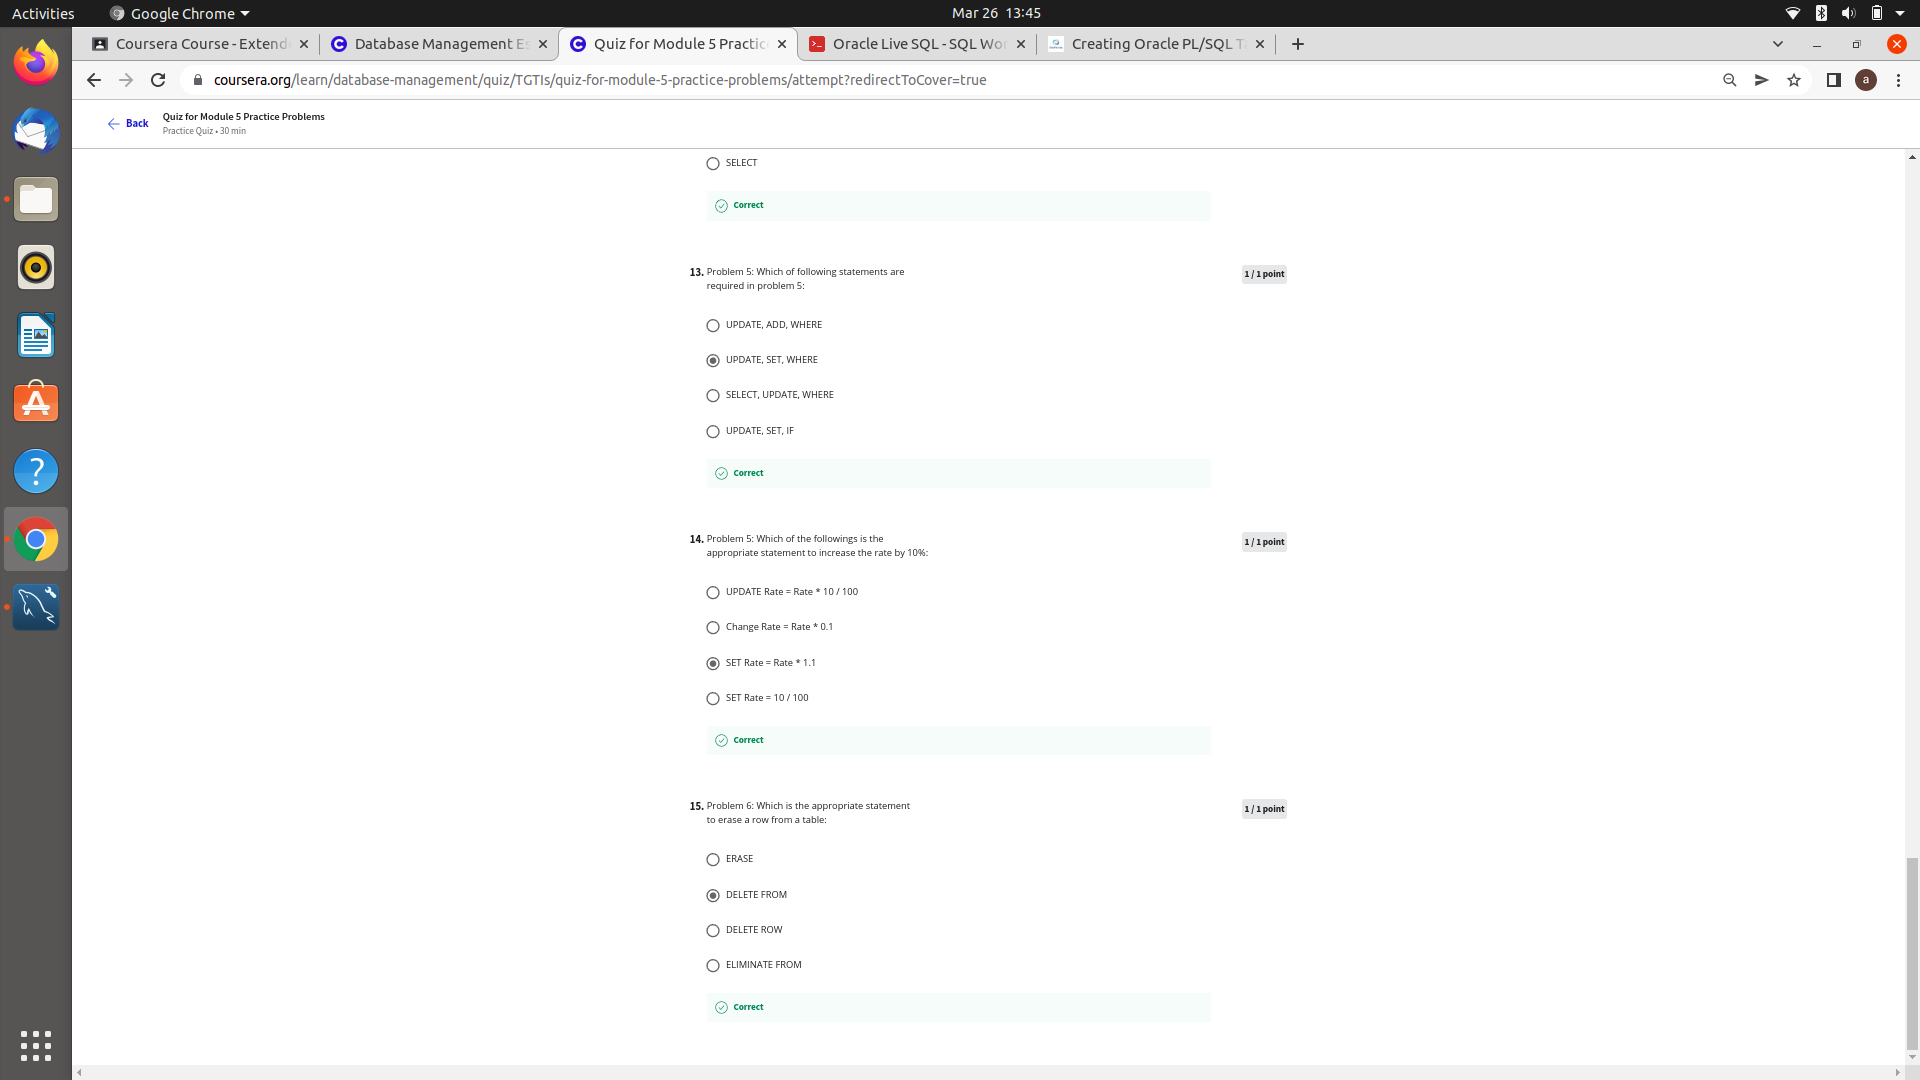 Activities
Google Chrome
Mar 26 13:45
Coursera Course - Extend
Database Management Es
Quiz for Module 5 Practice
Oracle Live SQL - SQL Wor
Creating Oracle PL/SQL Ta
coursera.org/learn/database-management/quiz/TGTIs/quiz-for-module-5-practice-problems/attempt?redirectToCover=true
a
Back
Quiz for Module 5 Practice Problems
Practice Quiz • 30 min
SELECT
Correct
13. Problem 5: Which of following statements are
required in problem 5:
1 / 1 point
UPDATE, ADD, WHERE
UPDATE, SET, WHERE
SELECT, UPDATE, WHERE
UPDATE, SET, IF
Correct
14. Problem 5: Which of the followings is the
appropriate statement to increase the rate by 10%:
1 / 1 point
UPDATE Rate = Rate * 10 / 100
Change Rate = Rate * 0.1
SET Rate = Rate * 1.1
SET Rate = 10 / 100
Correct
15. Problem 6: Which is the appropriate statement
to erase a row from a table:
1 / 1 point
ERASE
DELETE FROM
DELETE ROW
ELIMINATE FROM
Correct